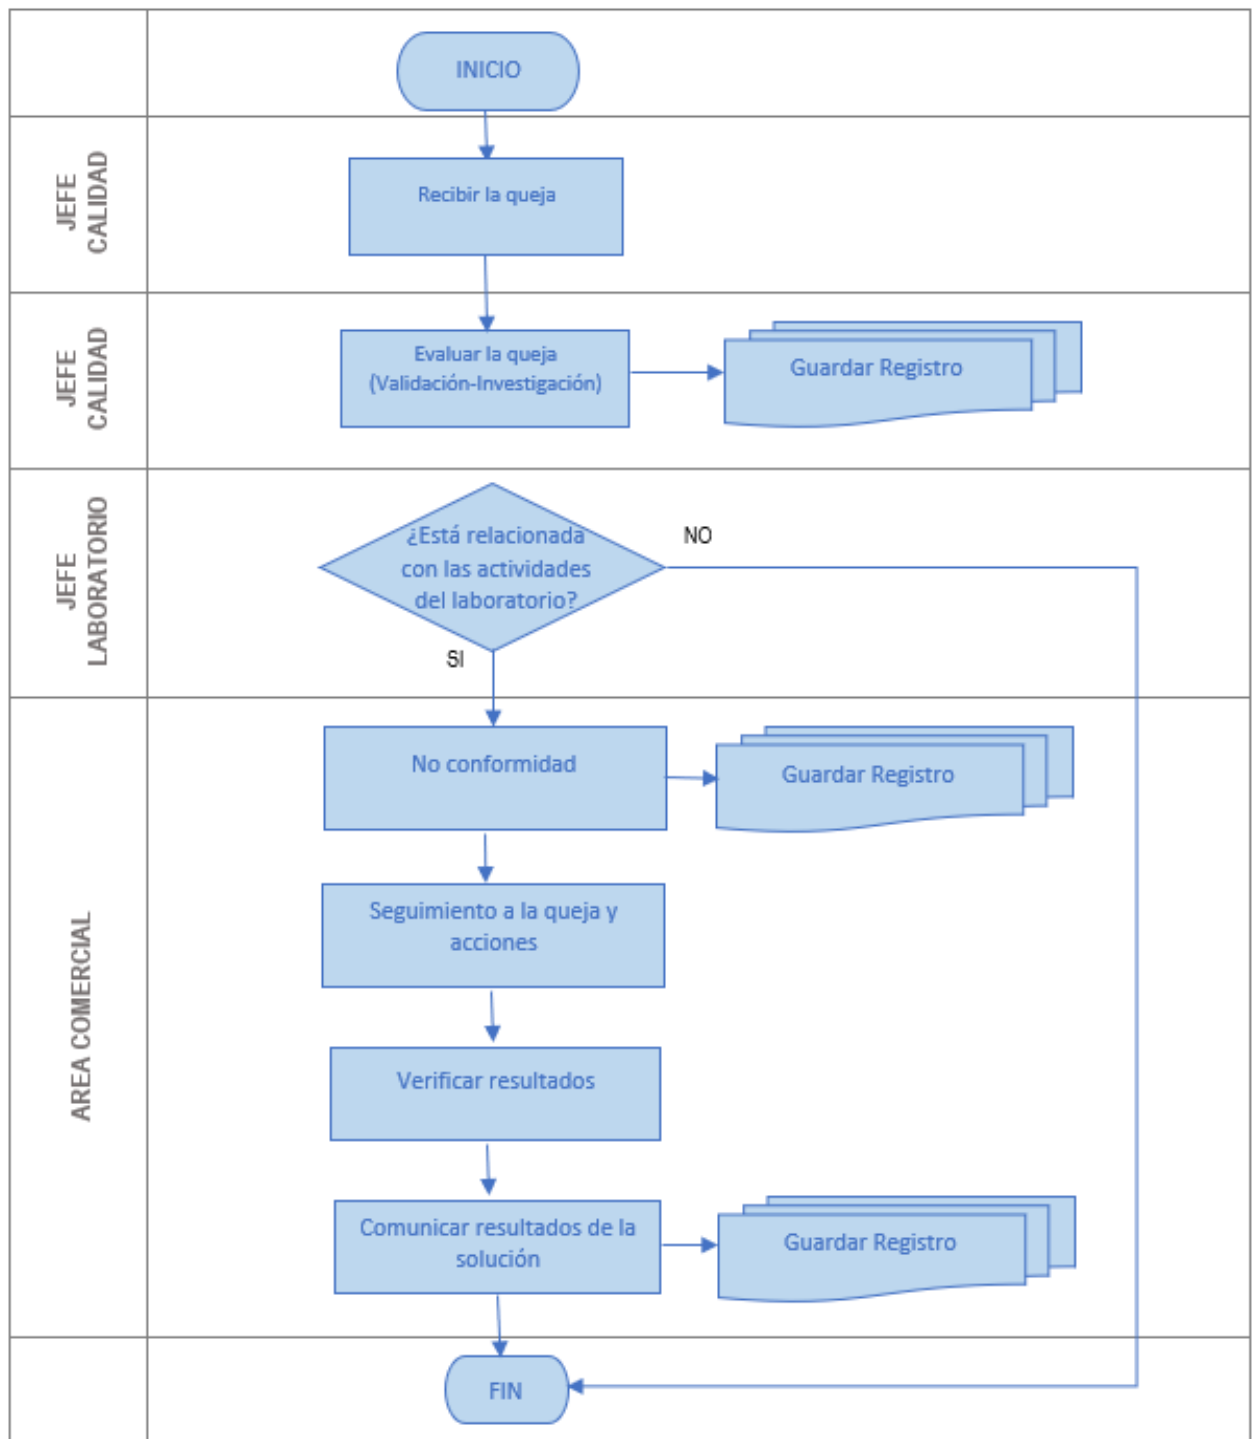 INICIO
JEFE
CALIDAD
Recibir la queja
JEFE
CALIDAD
Evaluar la queja
(Validación-Investigación)
Guardar Registro
JEFE
LABORATORIO
¿Está relacionada
con las actividades
del laboratorio?
NO
SI
AREA COMERCIAL
No conformidad
Guardar Registro
Seguimiento a la queja y
acciones
Verificar resultados
Comunicar resultados de la
solución
Guardar Registro
FIN